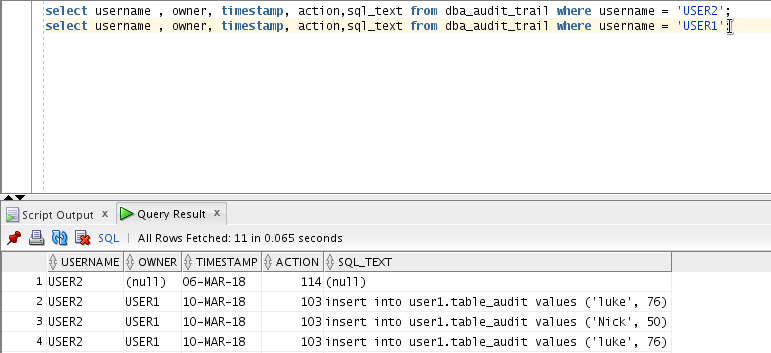 select username , owner, timestamp, action,sql_text from dba_audit_trail where username = 'USER2';
select username , owner, timestamp, action,sql_text from dba_audit_trail where username = 'USER1';
Script Output x Query Result x
SQL | All Rows Fetched: 11 in 0.065 seconds
USERNAME OWNER TIMESTAMP ACTION SQL_TEXT
1 USER2 (null) 06-MAR-18 114 (null)
2 USER2 USER1 10-MAR-18 103 insert into user1.table_audit values ('luke', 76)
3 USER2 USER1 10-MAR-18 103 insert into user1.table_audit values ('Nick', 50)
4 USER2 USER1 10-MAR-18 103 insert into user1.table_audit values ('luke', 76)